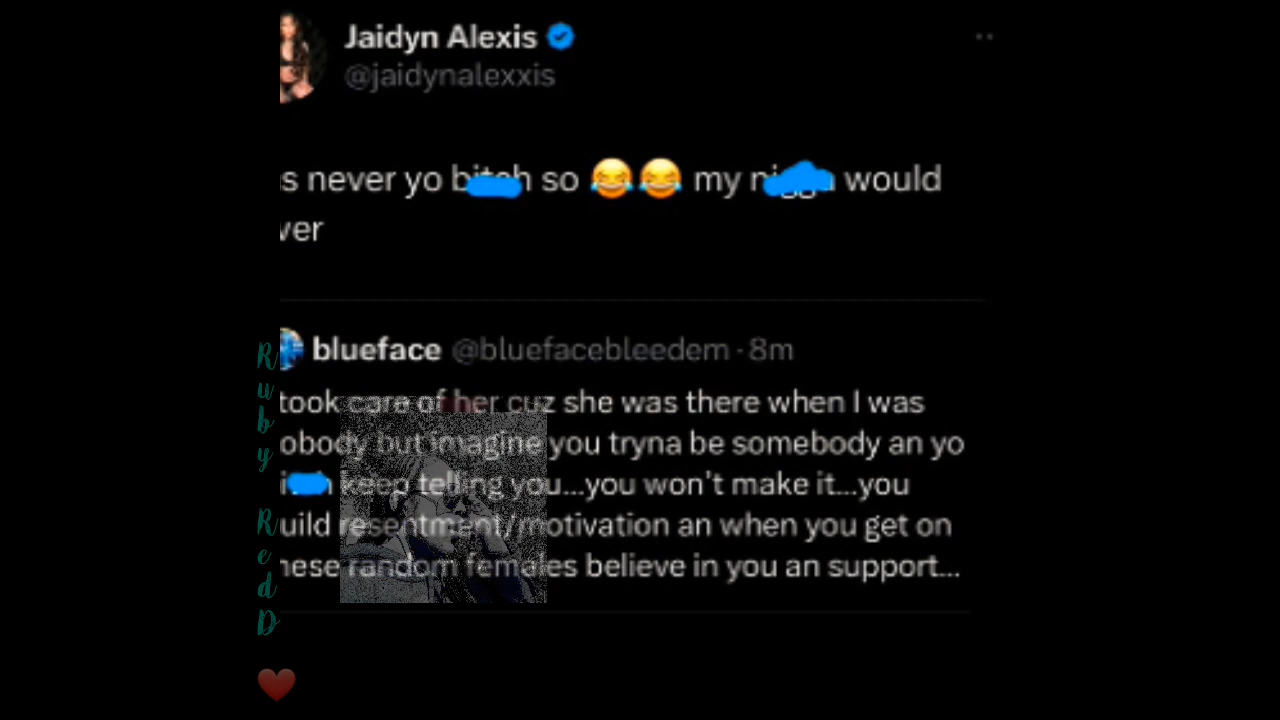 Jaidyn Alexis
@jaidynalexxis
s never yo bitch so 😂😂 my nigga would
ver
blueface @bluefacebleedem · 8m
took care of her cuz she was there when I was
obody but imagine you tryna be somebody an yo
keep telling you...you won't make it...you
uild resentment/motivation an when you get on
hese random females believe in you an support...
Ruby RedD